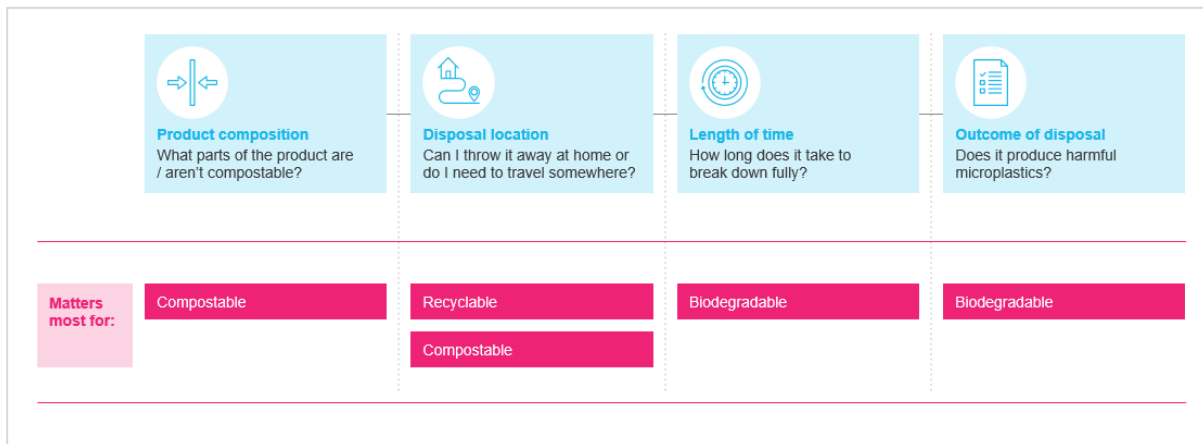 Product composition
What parts of the product are
/ aren’t compostable?
Disposal location
Can I throw it away at home or
do I need to travel somewhere?
Length of time
How long does it take to
break down fully?
Outcome of disposal
Does it produce harmful
microplastics?
Matters
most for:
Compostable
Recyclable
Compostable
Biodegradable
Biodegradable